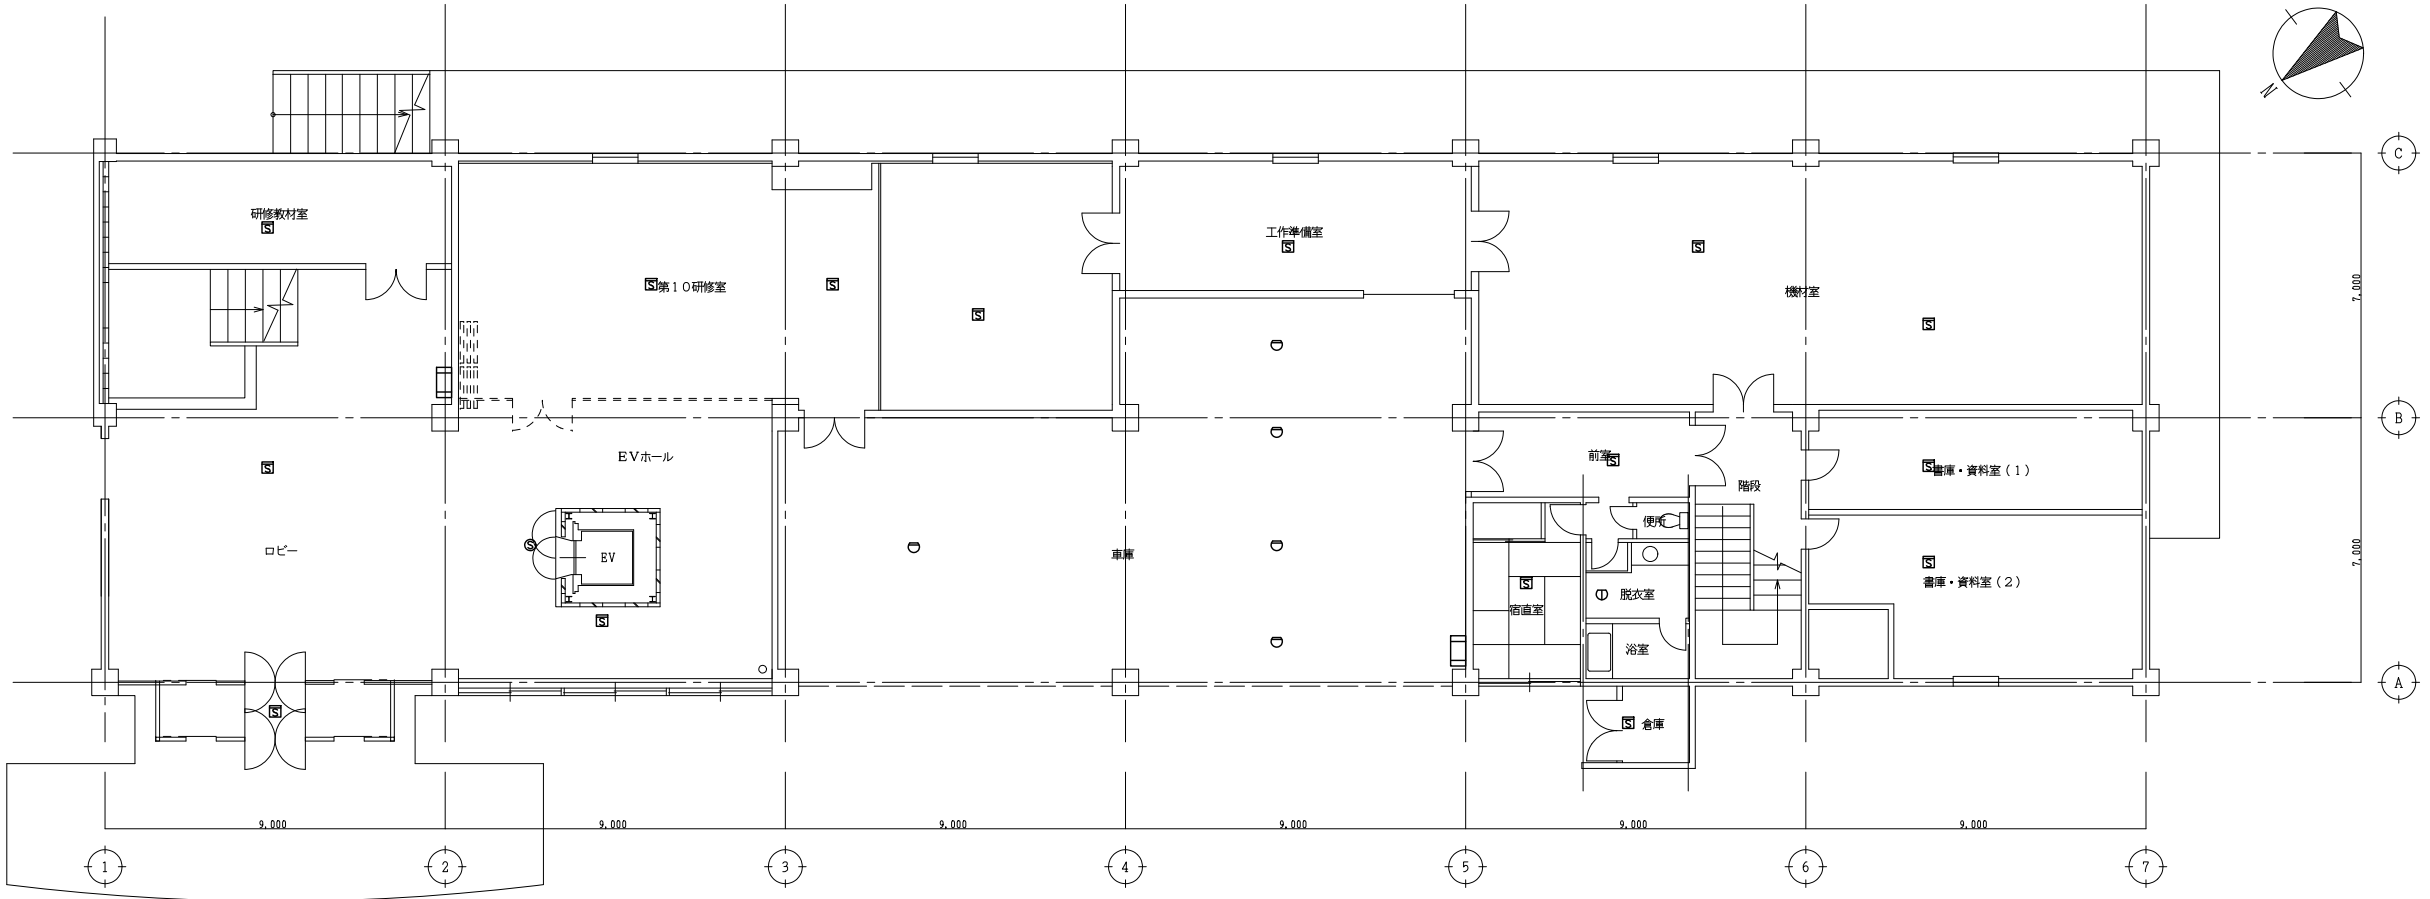 N
C
研修教材室
S
工作準備室
S
S
S
第１０研修室
S
7,000
機材室
S
S
B
EVホール
前室
S
S
書庫・資料室（１）
S
階段
便所
S
EV
ロビー
車庫
7,000
S
S
書庫・資料室（２）
脱衣室
宿直室
S
浴室
A
S
S
倉庫
9,000
9,000
9,000
9,000
9,000
9,000
1
2
3
4
5
6
7